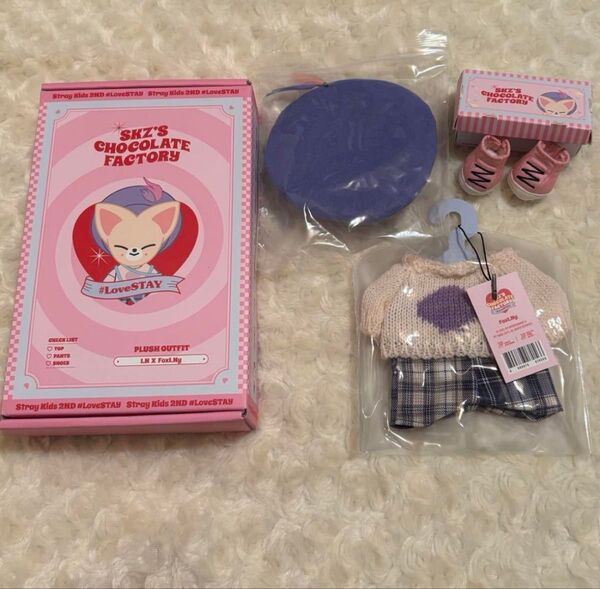 Stray Kids 2ND #LoveSTAY Stray Kids 2ND #LoveSTAY
SKZ'S
CHOCOLATE
FACTORY
#LoveSTAY
CHECK LIST
TOP
PANTS
SHOES
PLUSH OUTFIT
I.N X FoxI.Ny
Stray Kids 2ND #LoveSTAY Stray Kids 2ND #LoveSTAY
SKZ'S
CHOCOLATE
FACTORY
FoxI.Ny